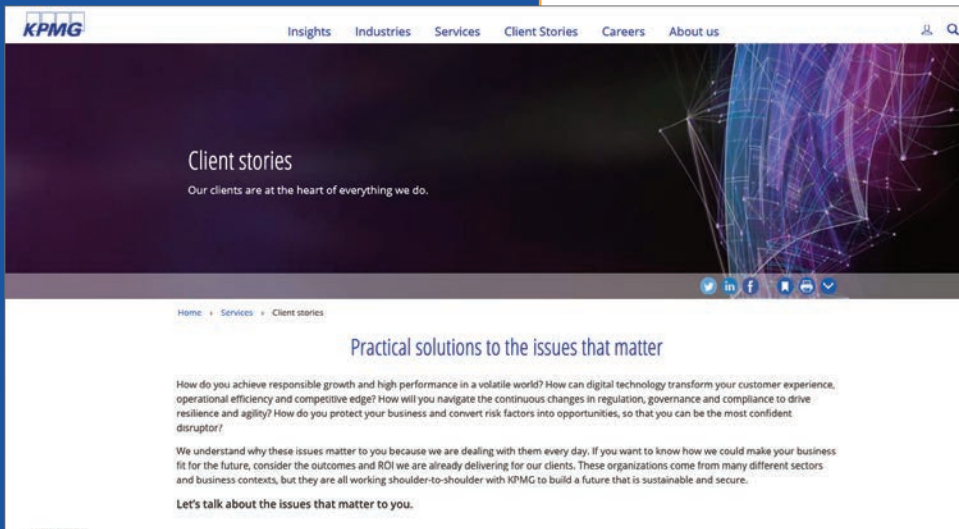 KPMG
Insights Industries Services Client Stories Careers About us
Client stories
Our clients are at the heart of everything we do.
Home › Services › Client stories
Practical solutions to the issues that matter
How do you achieve responsible growth and high performance in a volatile world? How can digital technology transform your customer experience,
operational efficiency and competitive edge? How will you navigate the continuous changes in regulation, governance and compliance to drive
resilience and agility? How do you protect your business and convert risk factors into opportunities, so that you can be the most confident
disruptor?
We understand why these issues matter to you because we are dealing with them every day. If you want to know how we could make your business
fit for the future, consider the outcomes and ROI we are already delivering for our clients. These organizations come from many different sectors
and business contexts, but they are all working shoulder-to-shoulder with KPMG to build a future that is sustainable and secure.
Let's talk about the issues that matter to you.